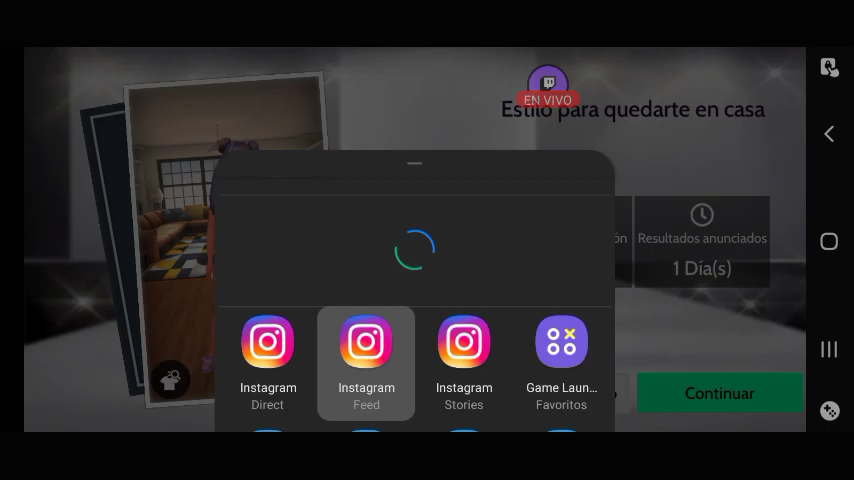 EN VIVO
Estilo para quedarte en casa
ón
Resultados anunciados
1 Día(s)
Instagram
Direct
Instagram
Feed
Instagram
Stories
Game Laun...
Favoritos
Continuar